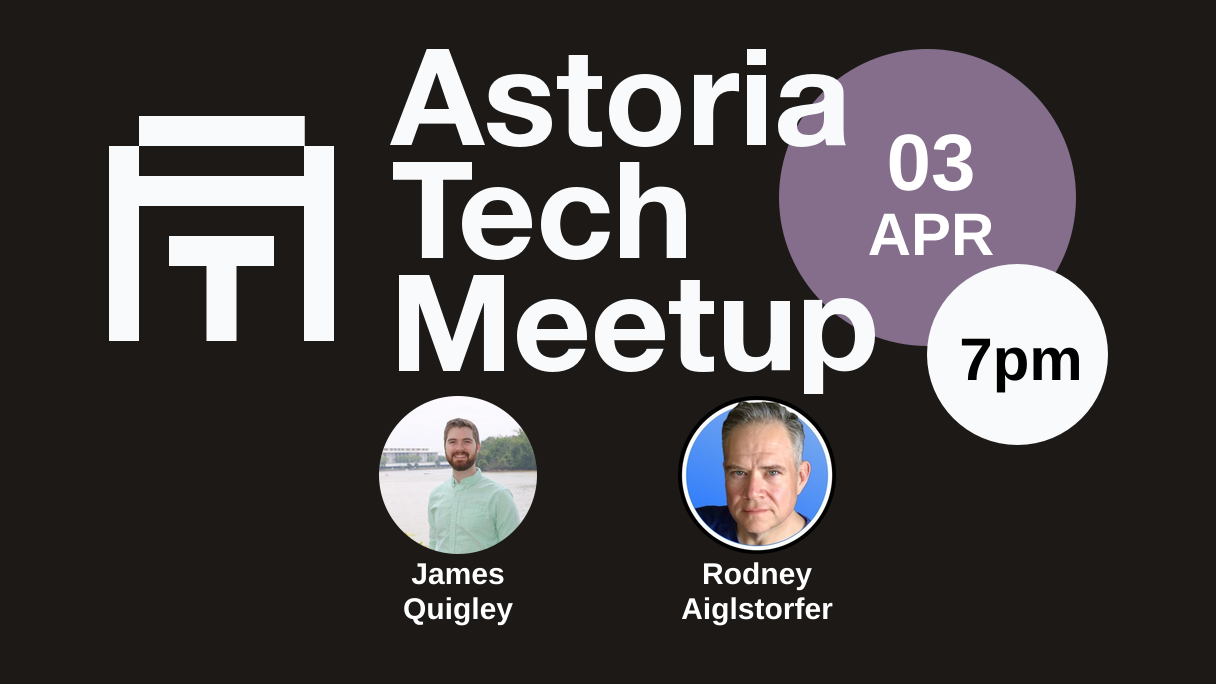 Astoria
Tech
Meetup
03
APR
7pm
James
Quigley
Rodney
Aiglstorfer